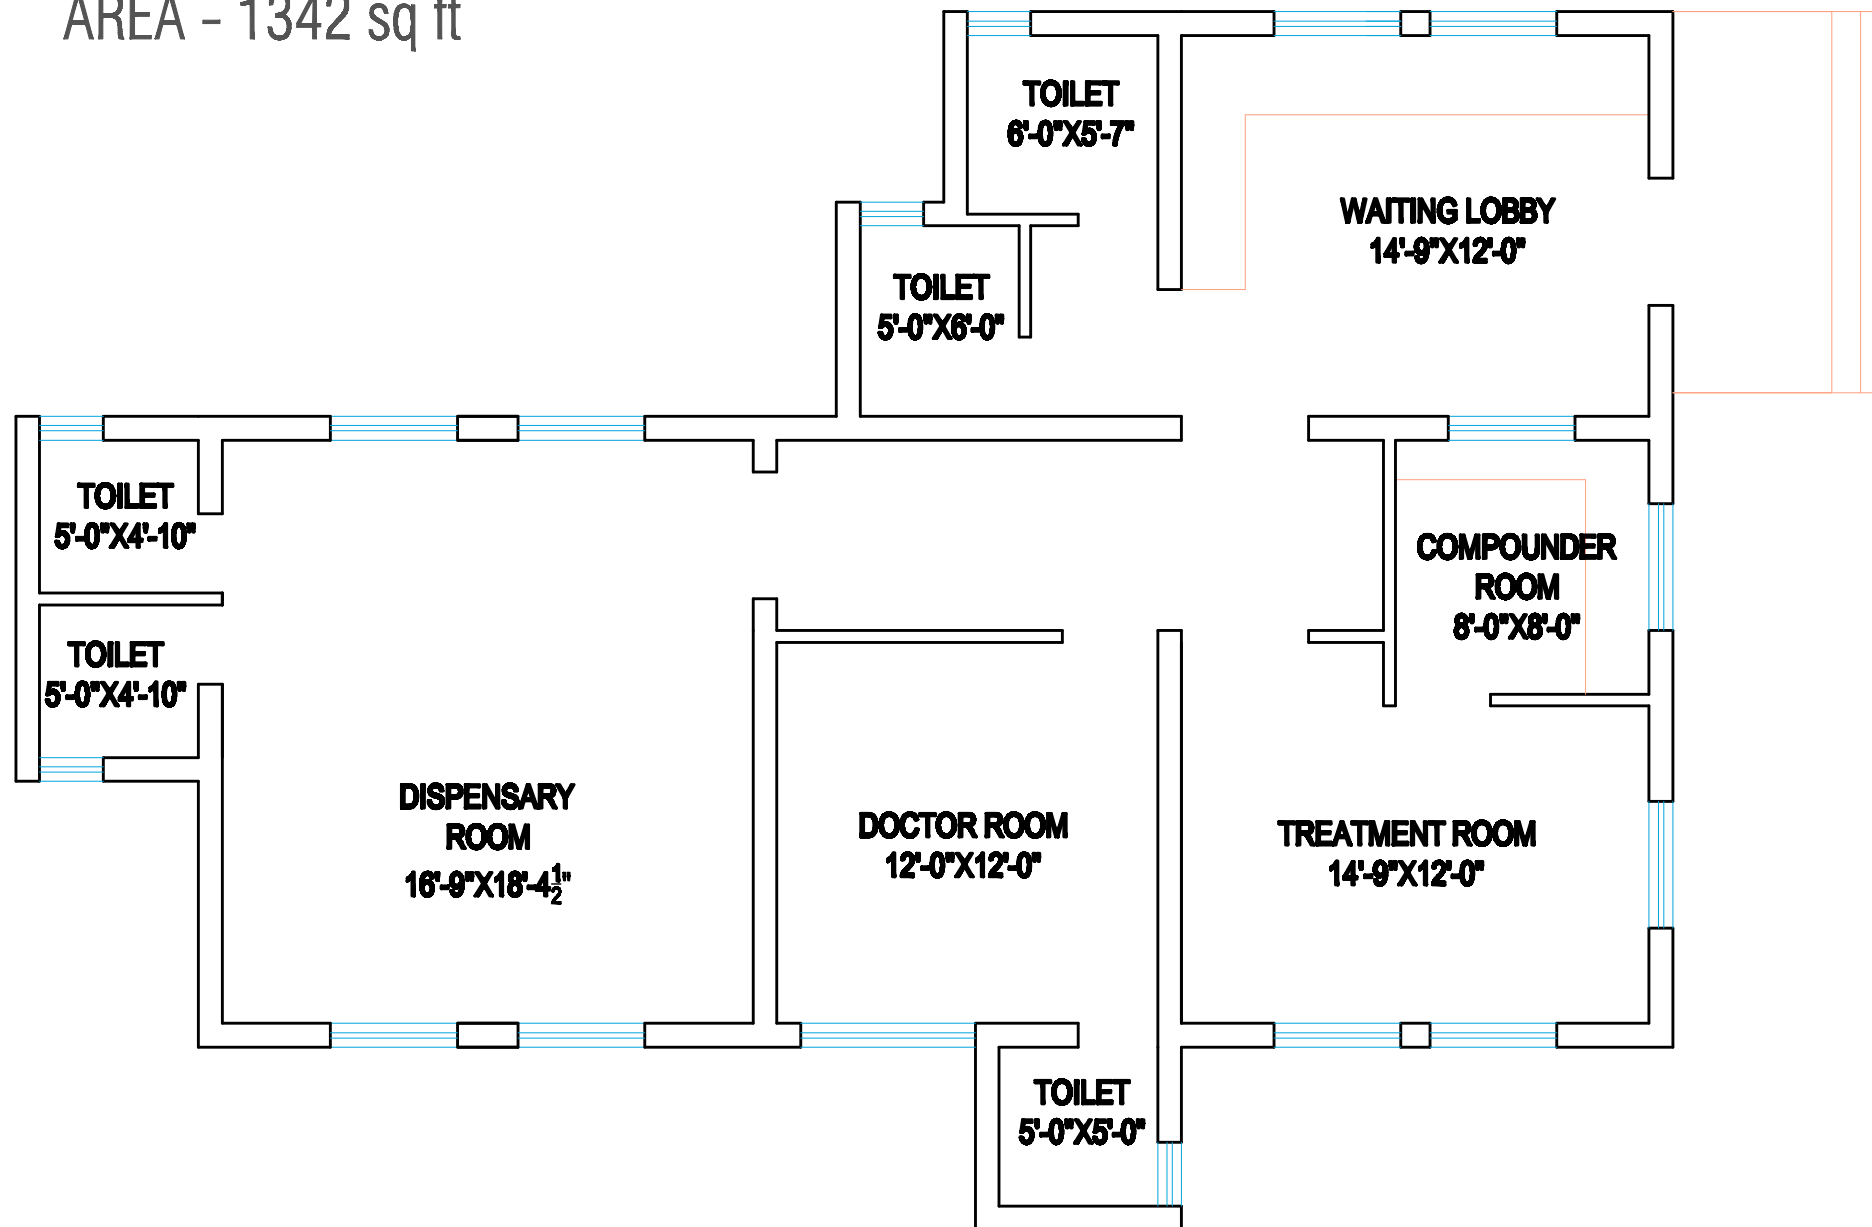 AREA - 1342 sq ft
TOILET
6'-0"X5'-7"
WAITING LOBBY
14'-9"X12'-0"
TOILET
5'-0"X6'-0"
TOILET
5'-0"X4'-10"
COMPOUNDER
ROOM
8'-0"X8'-0"
TOILET
5'-0"X4'-10"
DISPENSARY
ROOM
16'-9"X18'-4½"
DOCTOR ROOM
12'-0"X12'-0"
TREATMENT ROOM
14'-9"X12'-0"
TOILET
5'-0"X5'-0"